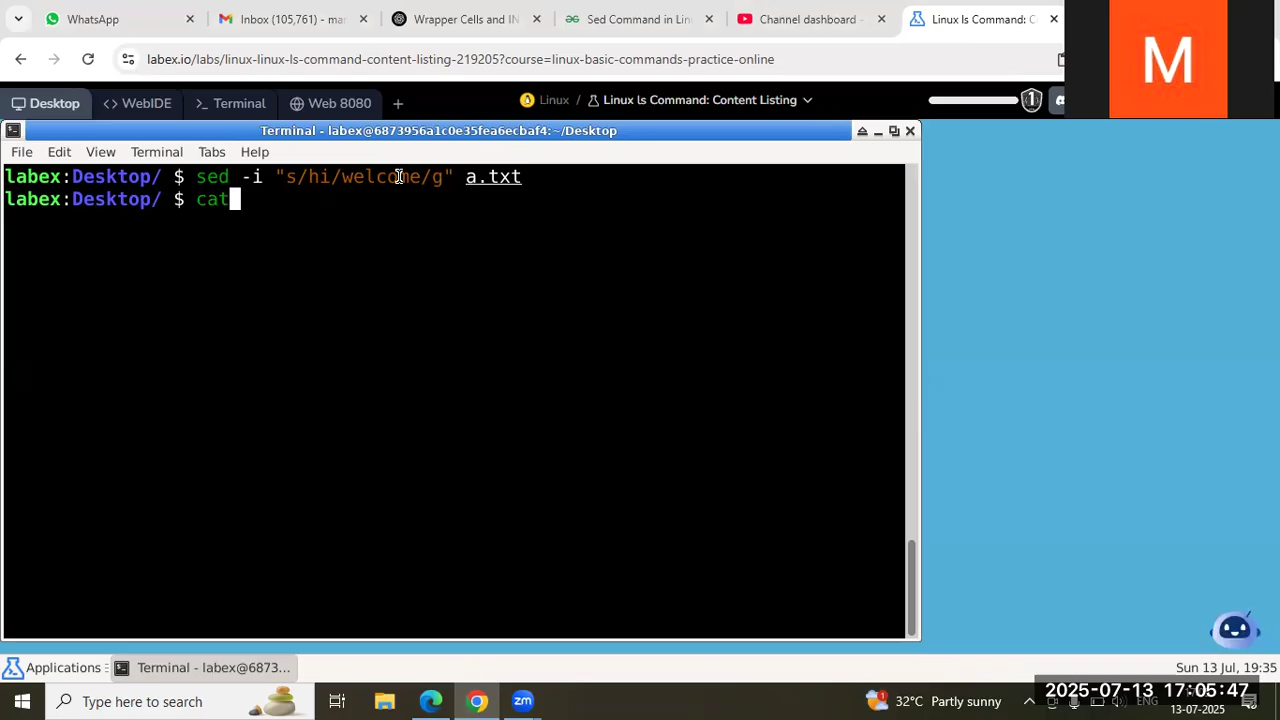 WhatsApp
Inbox (105,761) - mar
Wrapper Cells and IN
Sed Command in Lin
Channel dashboard -
Linux ls Command: C
labex.io/labs/linux-linux-ls-command-content-listing-219205?course=linux-basic-commands-practice-online
M
Desktop
<> WebIDE
Terminal
Web 8080
+
Linux / Linux ls Command: Content Listing
1
Terminal - labex@6873956a1c0e35fea6ecbaf4:~/Desktop
File Edit View Terminal Tabs Help
labex:Desktop/ $ sed -i "s/hi/welcome/g" a.txt
labex:Desktop/ $ cat
Applications
Terminal - labex@6873...
Sun 13 Jul, 19:35
Type here to search
zm
1
32°C Partly sunny
ENG
2025-07-13 17:05:47
13-07-2025